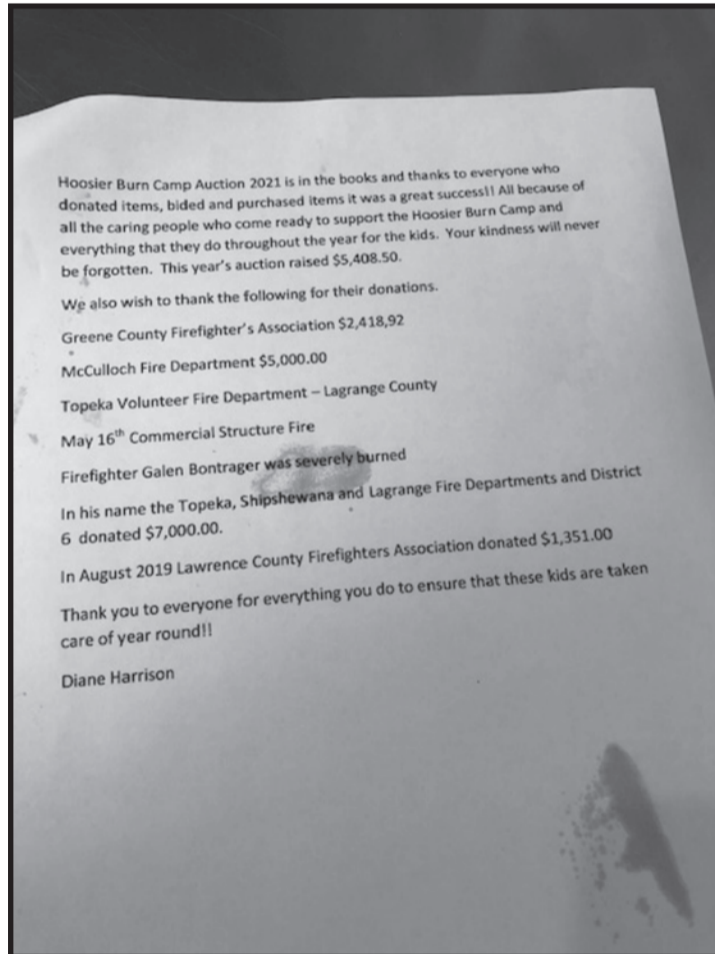 Hoosier Burn Camp Auction 2021 is in the books and thanks to everyone who
donated items, bided and purchased items it was a great success!! All because of
all the caring people who come ready to support the Hoosier Burn Camp and
everything that they do throughout the year for the kids. Your kindness will never
be forgotten. This year's auction raised $5,408.50.
We also wish to thank the following for their donations.
Greene County Firefighter's Association $2,418,92
McCulloch Fire Department $5,000.00
Topeka Volunteer Fire Department – Lagrange County
May 16th Commercial Structure Fire
Firefighter Galen Bontrager was severely burned
In his name the Topeka, Shipshewana and Lagrange Fire Departments and District
6 donated $7,000.00.
In August 2019 Lawrence County Firefighters Association donated $1,351.00
Thank you to everyone for everything you do to ensure that these kids are taken
care of year round!!
Diane Harrison